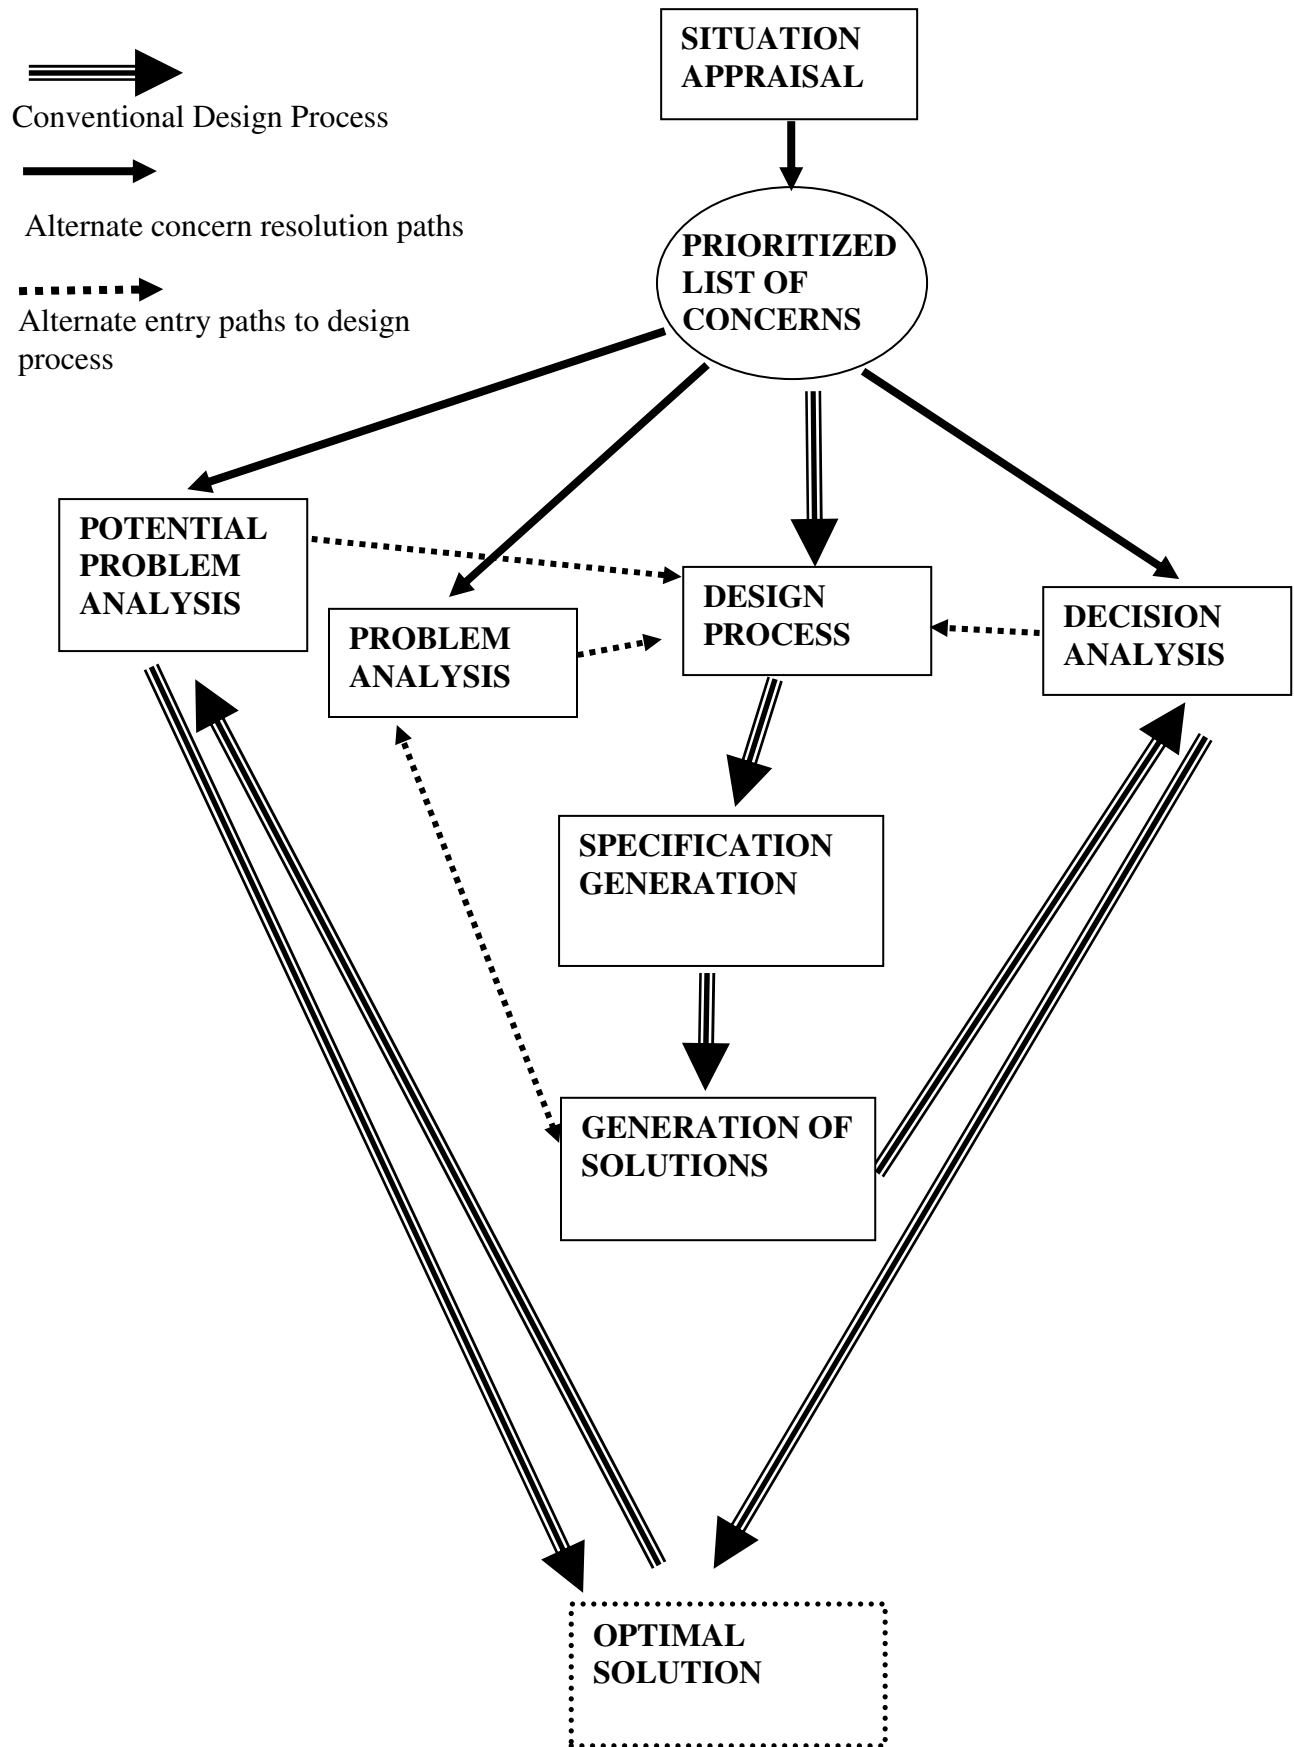 SITUATION
APPRAISAL
Conventional Design Process
Alternate concern resolution paths
Alternate entry paths to design
process
PRIORITIZED
LIST OF
CONCERNS
POTENTIAL
PROBLEM
ANALYSIS
PROBLEM
ANALYSIS
DESIGN
PROCESS
DECISION
ANALYSIS
SPECIFICATION
GENERATION
GENERATION OF
SOLUTIONS
OPTIMAL
SOLUTION